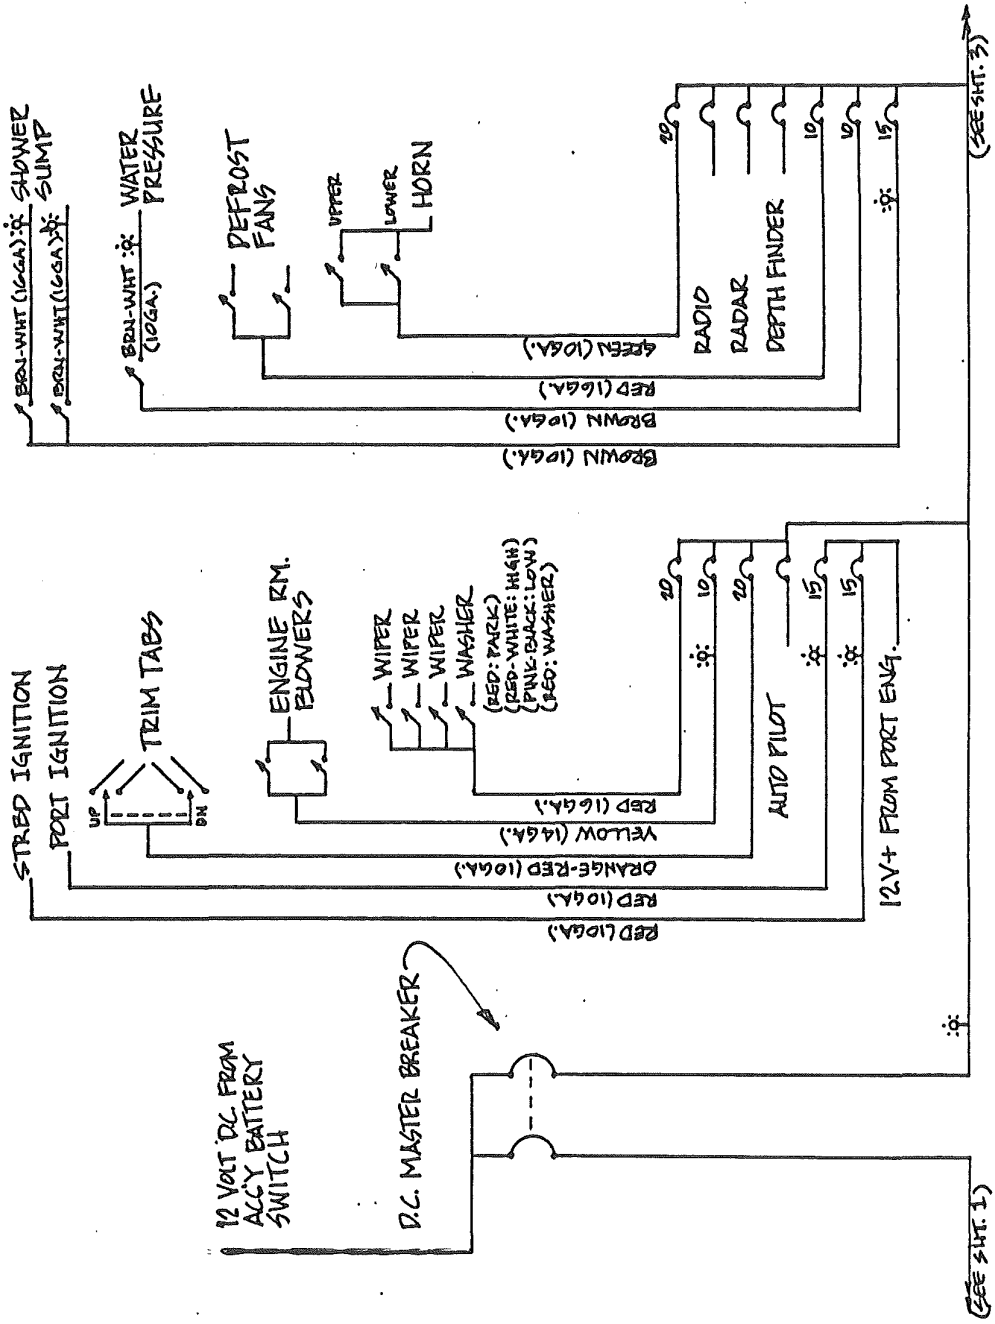 12 VOLT D.C. FROM
ACC'Y BATTERY
SWITCH
D.C. MASTER BREAKER
(SEE SHT. 1)
STRBD IGNITION
PORT IGNITION
UP
DN
TRIM TABS
ENGINE RM.
BLOWERS
WIPER
WIPER
WIPER
WASHER
(RED: PARK)
(RED-WHITE: HIGH)
(PINK-BLACK: LOW)
(RED: WASHER)
RED (16GA.)
YELLOW (14GA.)
ORANGE-RED (10GA.)
RED (10GA.)
RED (10GA.)
20
10
20
AUTO PILOT
15
15
12V+ FROM PORT ENG.
BRN-WHT (16GA) SHOWER
BRN-WHT (16GA) SUMP
BRN-WHT WATER
(10GA.) PRESSURE
DEFROST
FANS
UPPER
LOWER
HORN
GREEN (10GA.)
RED (16GA.)
BROWN (10GA.)
BROWN (10GA.)
20
RADIO
RADAR
DEPTH FINDER
10
10
15
(SEE SHT. 3)